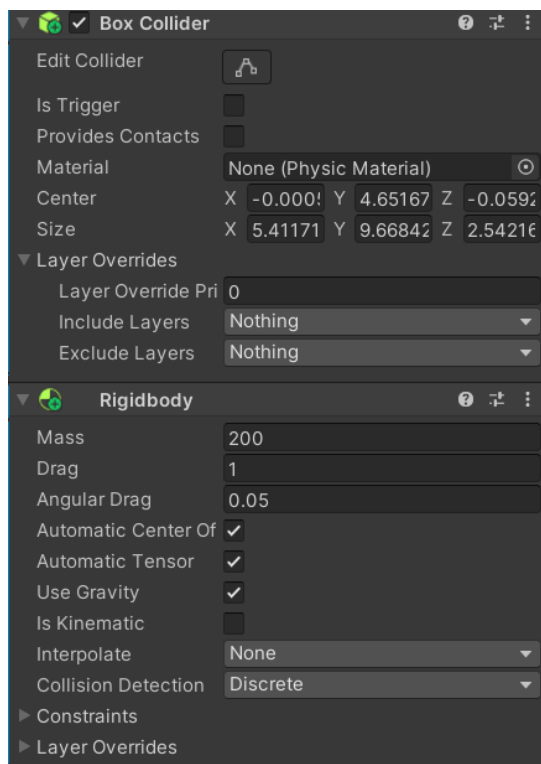 Box Collider
Edit Collider
Is Trigger
Provides Contacts
Material None (Physic Material)
Center X -0.000 Y 4.65167 Z -0.0592
Size X 5.41171 Y 9.66842 Z 2.54216
Layer Overrides
Layer Override Pri 0
Include Layers Nothing
Exclude Layers Nothing
Rigidbody
Mass 200
Drag 1
Angular Drag 0.05
Automatic Center Of
Automatic Tensor
Use Gravity
Is Kinematic
Interpolate None
Collision Detection Discrete
Constraints
Layer Overrides